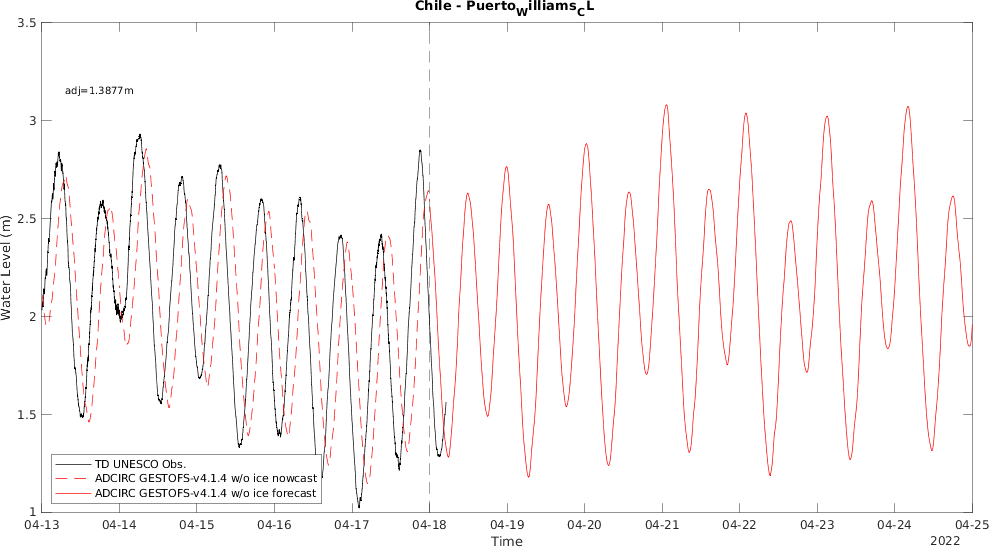 Chile - PuertoWilliamsCL
3.5
adj=1.3877m
3
2.5
Water Level (m)
2
1.5
TD UNESCO Obs.
ADCIRC GESTOFS-v4.1.4 w/o ice nowcast
ADCIRC GESTOFS-v4.1.4 w/o ice forecast
1
04-13 04-14 04-15 04-16 04-17 04-18 04-19 04-20 04-21 04-22 04-23 04-24 04-25
Time
2022